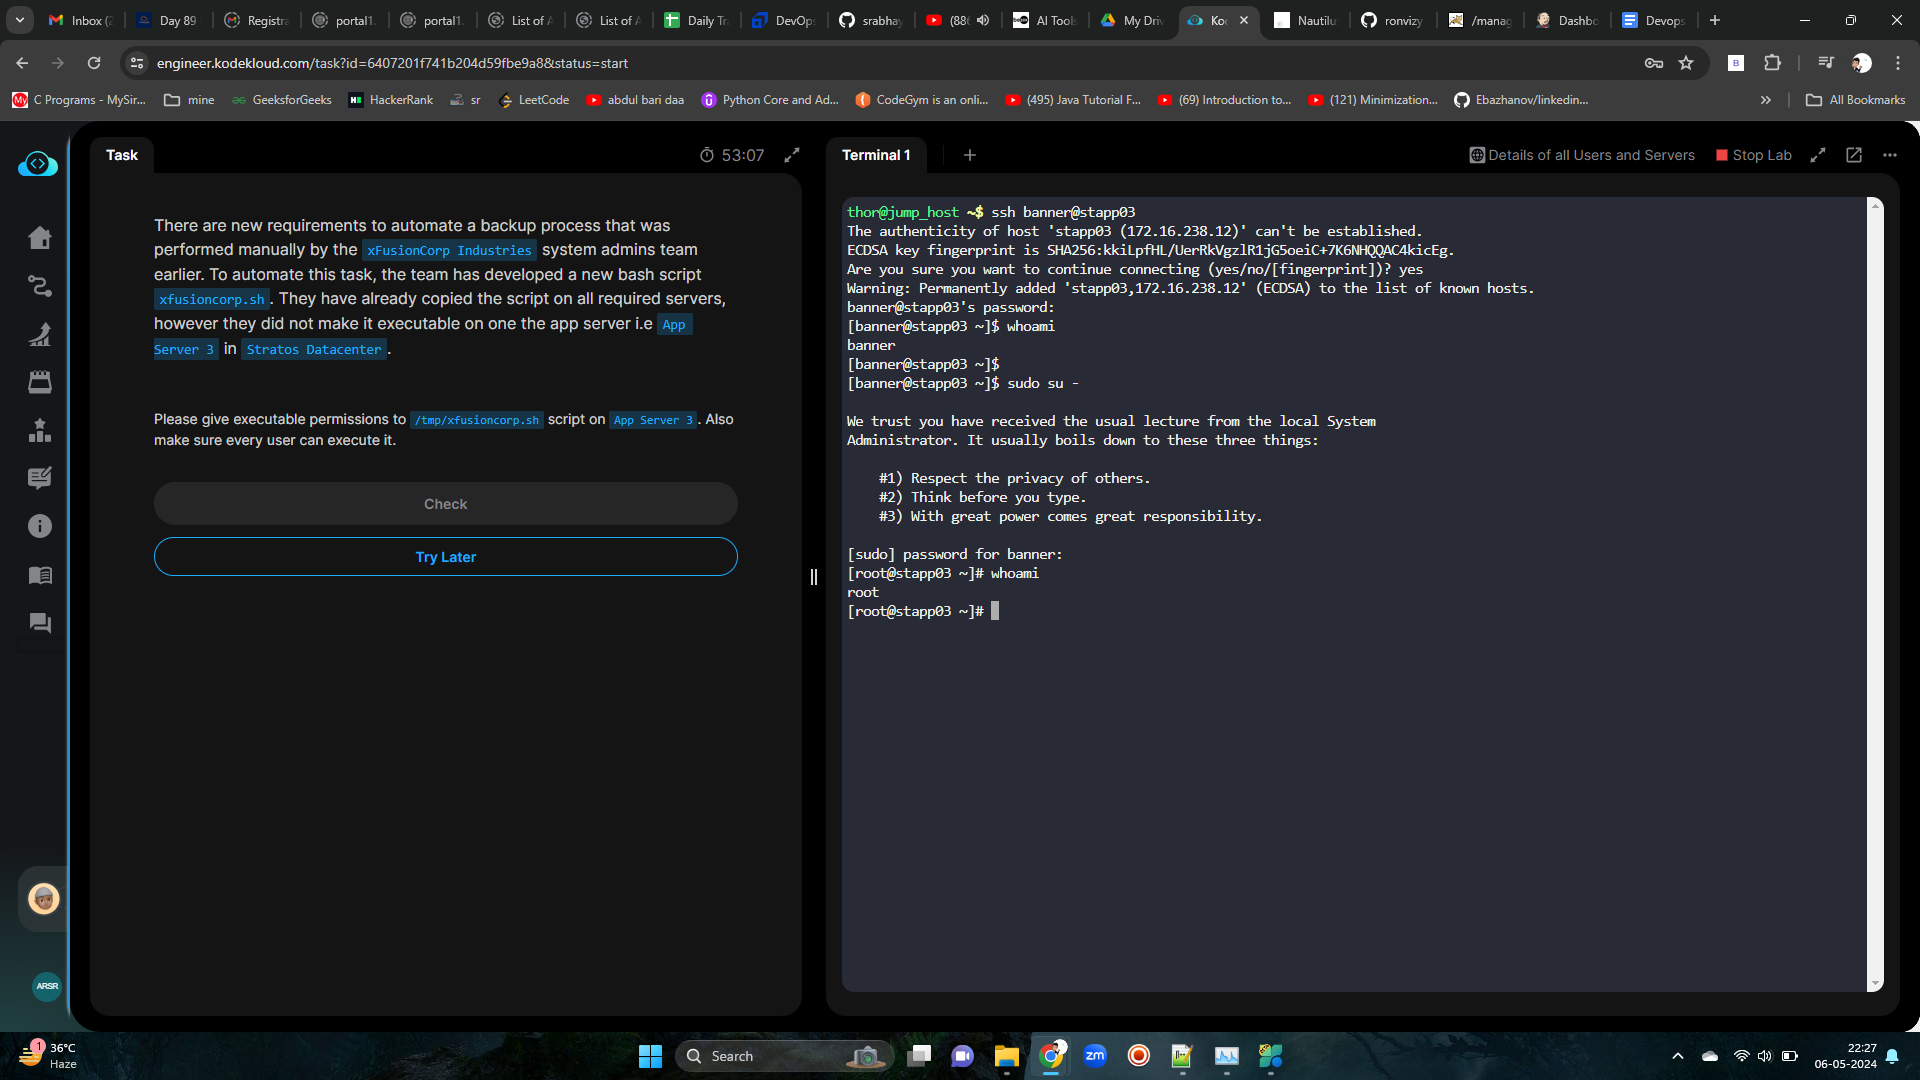 Inbox (2
Day 89
Registra
portal1.
portal1.
List of A
List of A
Daily Tr
DevOps
srabhay
(886
AI Tools
My Driv
Ko
Nautilu
ronvizy
/manag
Dashbo
Devops
engineer.kodekloud.com/task?id=6407201f741b204d59fbe9a8&status=start
C Programs - MySir...
mine
GeeksforGeeks
HackerRank
sr
LeetCode
abdul bari daa
Python Core and Ad...
CodeGym is an onli...
(495) Java Tutorial F...
(69) Introduction to...
(121) Minimization...
Ebazhanov/linkedin...
All Bookmarks
Task
53:07
There are new requirements to automate a backup process that was
performed manually by the xFusionCorp Industries system admins team
earlier. To automate this task, the team has developed a new bash script
xfusioncorp.sh. They have already copied the script on all required servers,
however they did not make it executable on one the app server i.e App
Server 3 in Stratos Datacenter.
Please give executable permissions to /tmp/xfusioncorp.sh script on App Server 3. Also
make sure every user can execute it.
Check
Try Later
Terminal 1
Details of all Users and Servers
Stop Lab
thor@jump_host ~$ ssh banner@stapp03
The authenticity of host 'stapp03 (172.16.238.12)' can't be established.
ECDSA key fingerprint is SHA256:kkiLpfHL/UerRkVgzlR1jG5oeiC+7K6NHQQAC4kicEg.
Are you sure you want to continue connecting (yes/no/[fingerprint])? yes
Warning: Permanently added 'stapp03,172.16.238.12' (ECDSA) to the list of known hosts.
banner@stapp03's password:
[banner@stapp03 ~]$ whoami
banner
[banner@stapp03 ~]$
[banner@stapp03 ~]$ sudo su -
We trust you have received the usual lecture from the local System
Administrator. It usually boils down to these three things:
#1) Respect the privacy of others.
#2) Think before you type.
#3) With great power comes great responsibility.
[sudo] password for banner:
[root@stapp03 ~]# whoami
root
[root@stapp03 ~]#
ARSR
1
36°C
Haze
Search
zm
22:27
06-05-2024